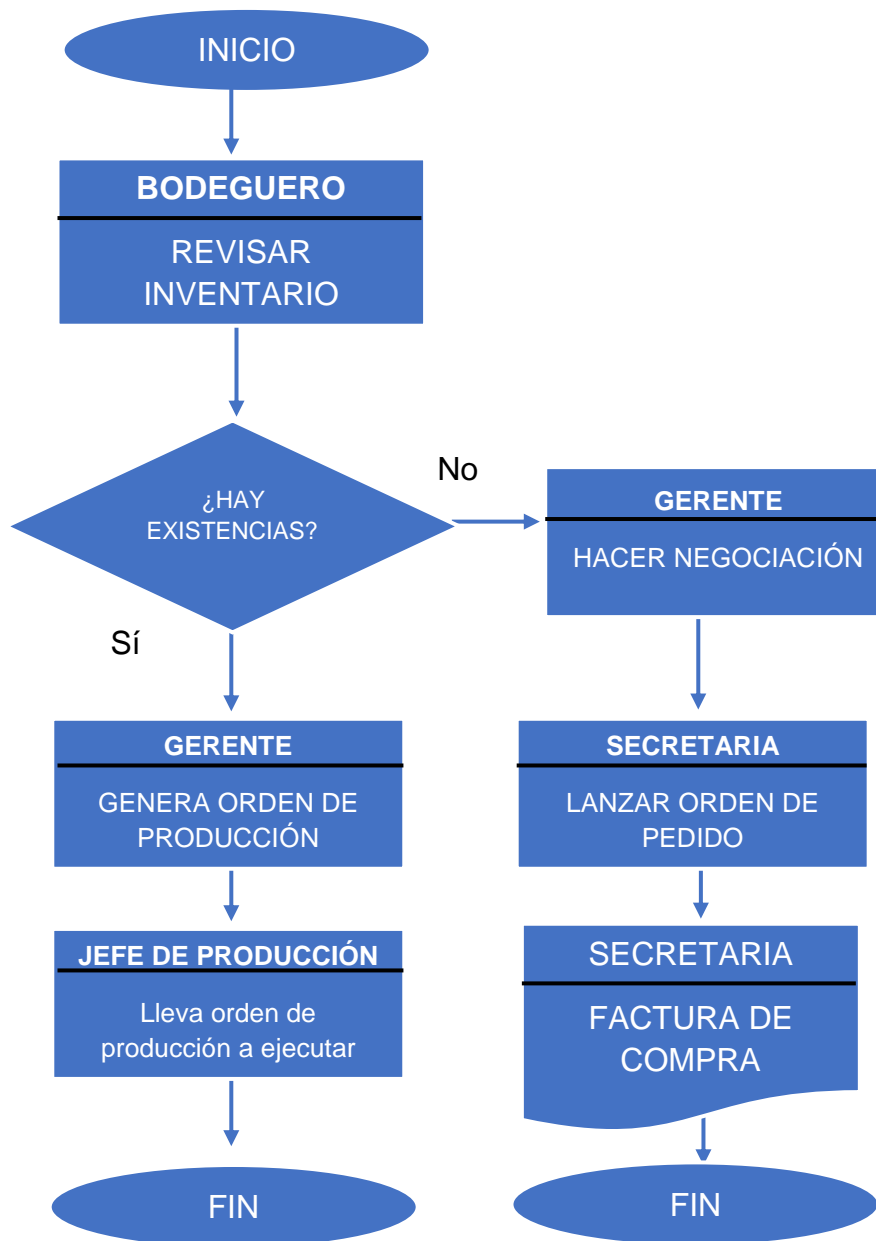 INICIO
BODEGUERO
REVISAR
INVENTARIO
¿HAY
EXISTENCIAS?
No
GERENTE
HACER NEGOCIACIÓN
Sí
GERENTE
GENERA ORDEN DE
PRODUCCIÓN
SECRETARIA
LANZAR ORDEN DE
PEDIDO
JEFE DE PRODUCCIÓN
Lleva orden de
producción a ejecutar
SECRETARIA
FACTURA DE
COMPRA
FIN
FIN